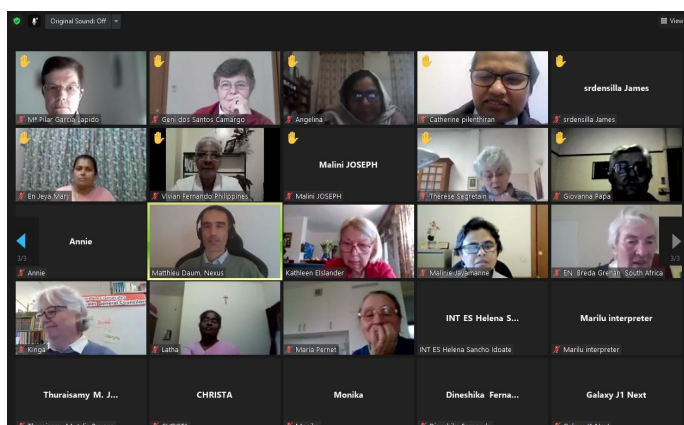 Original Sound: Off
View
Mª Pilar García Lapido
Geni dos Santos Camargo
Angelina
Catherine pilenthiran
srdensilla James
srdensilla James
En Jeya Mary
Vivian Fernando Philippines
Malini JOSEPH
Malini JOSEPH
Therese Segretain
Giovanna Papa
3/3
Annie
Annie
Matthieu Daum, Nexus
Kathleen Elslander
Malinie Jayamanne
EN_Breda Grehan_South Africa
3/3
Kinga
Latha
Maria Pernet
INT ES Helena S...
INT ES Helena Sancho Idoate
Marilu interpreter
Marilu interpreter
Thuraisamy M. J...
CHRISTA
Monika
Dineshika Ferna...
Galaxy J1 Next